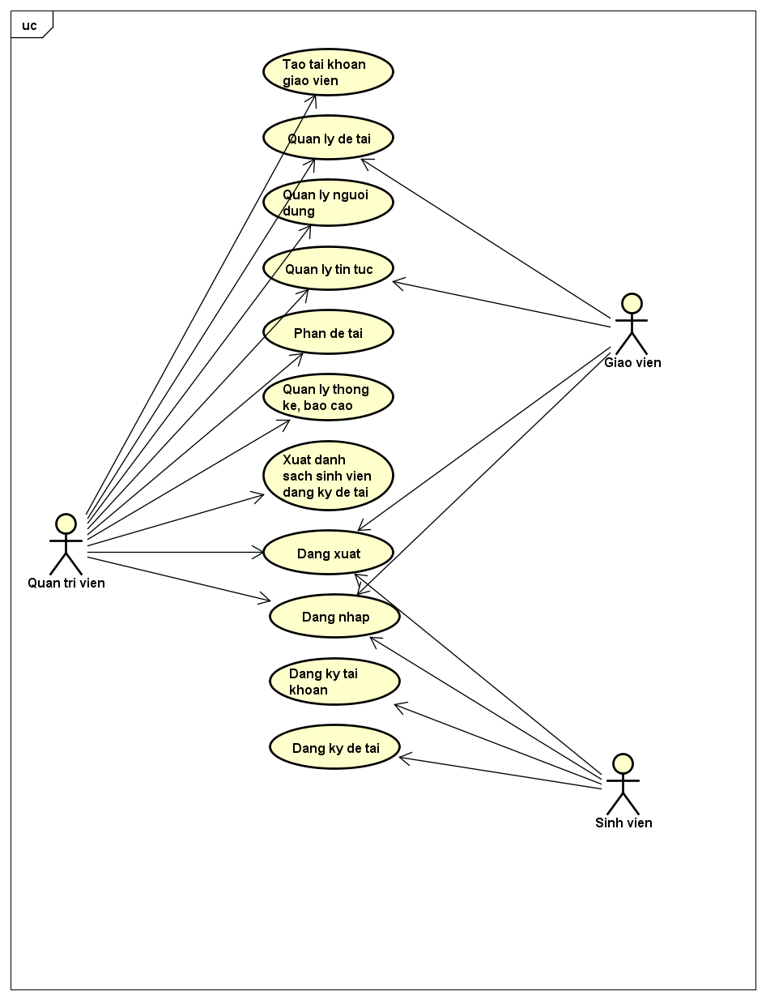 uc
Tao tai khoan
giao vien
Quan ly de tai
Quan ly nguoi
dung
Quan ly tin tuc
Phan de tai
Quan ly thong
ke, bao cao
Xuat danh
sach sinh vien
dang ky de tai
Dang xuat
Dang nhap
Dang ky tai
khoan
Dang ky de tai
Quan tri vien
Giao vien
Sinh vien